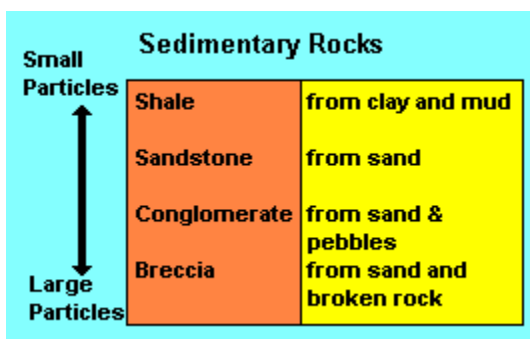 Sedimentary Rocks
Small
Particles
Shale from clay and mud
Sandstone from sand
Conglomerate from sand &
pebbles
Breccia from sand and
broken rock
Large
Particles